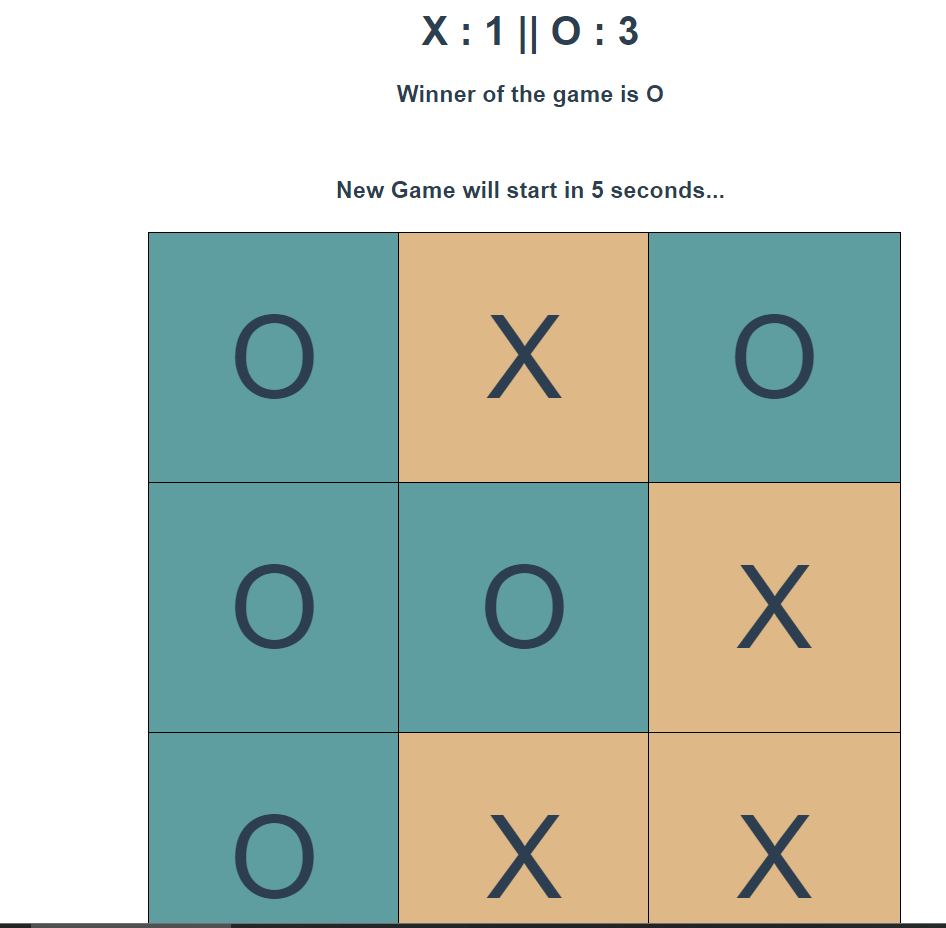 X : 1 || O : 3
Winner of the game is O
New Game will start in 5 seconds...
O X O
O O X
O X X